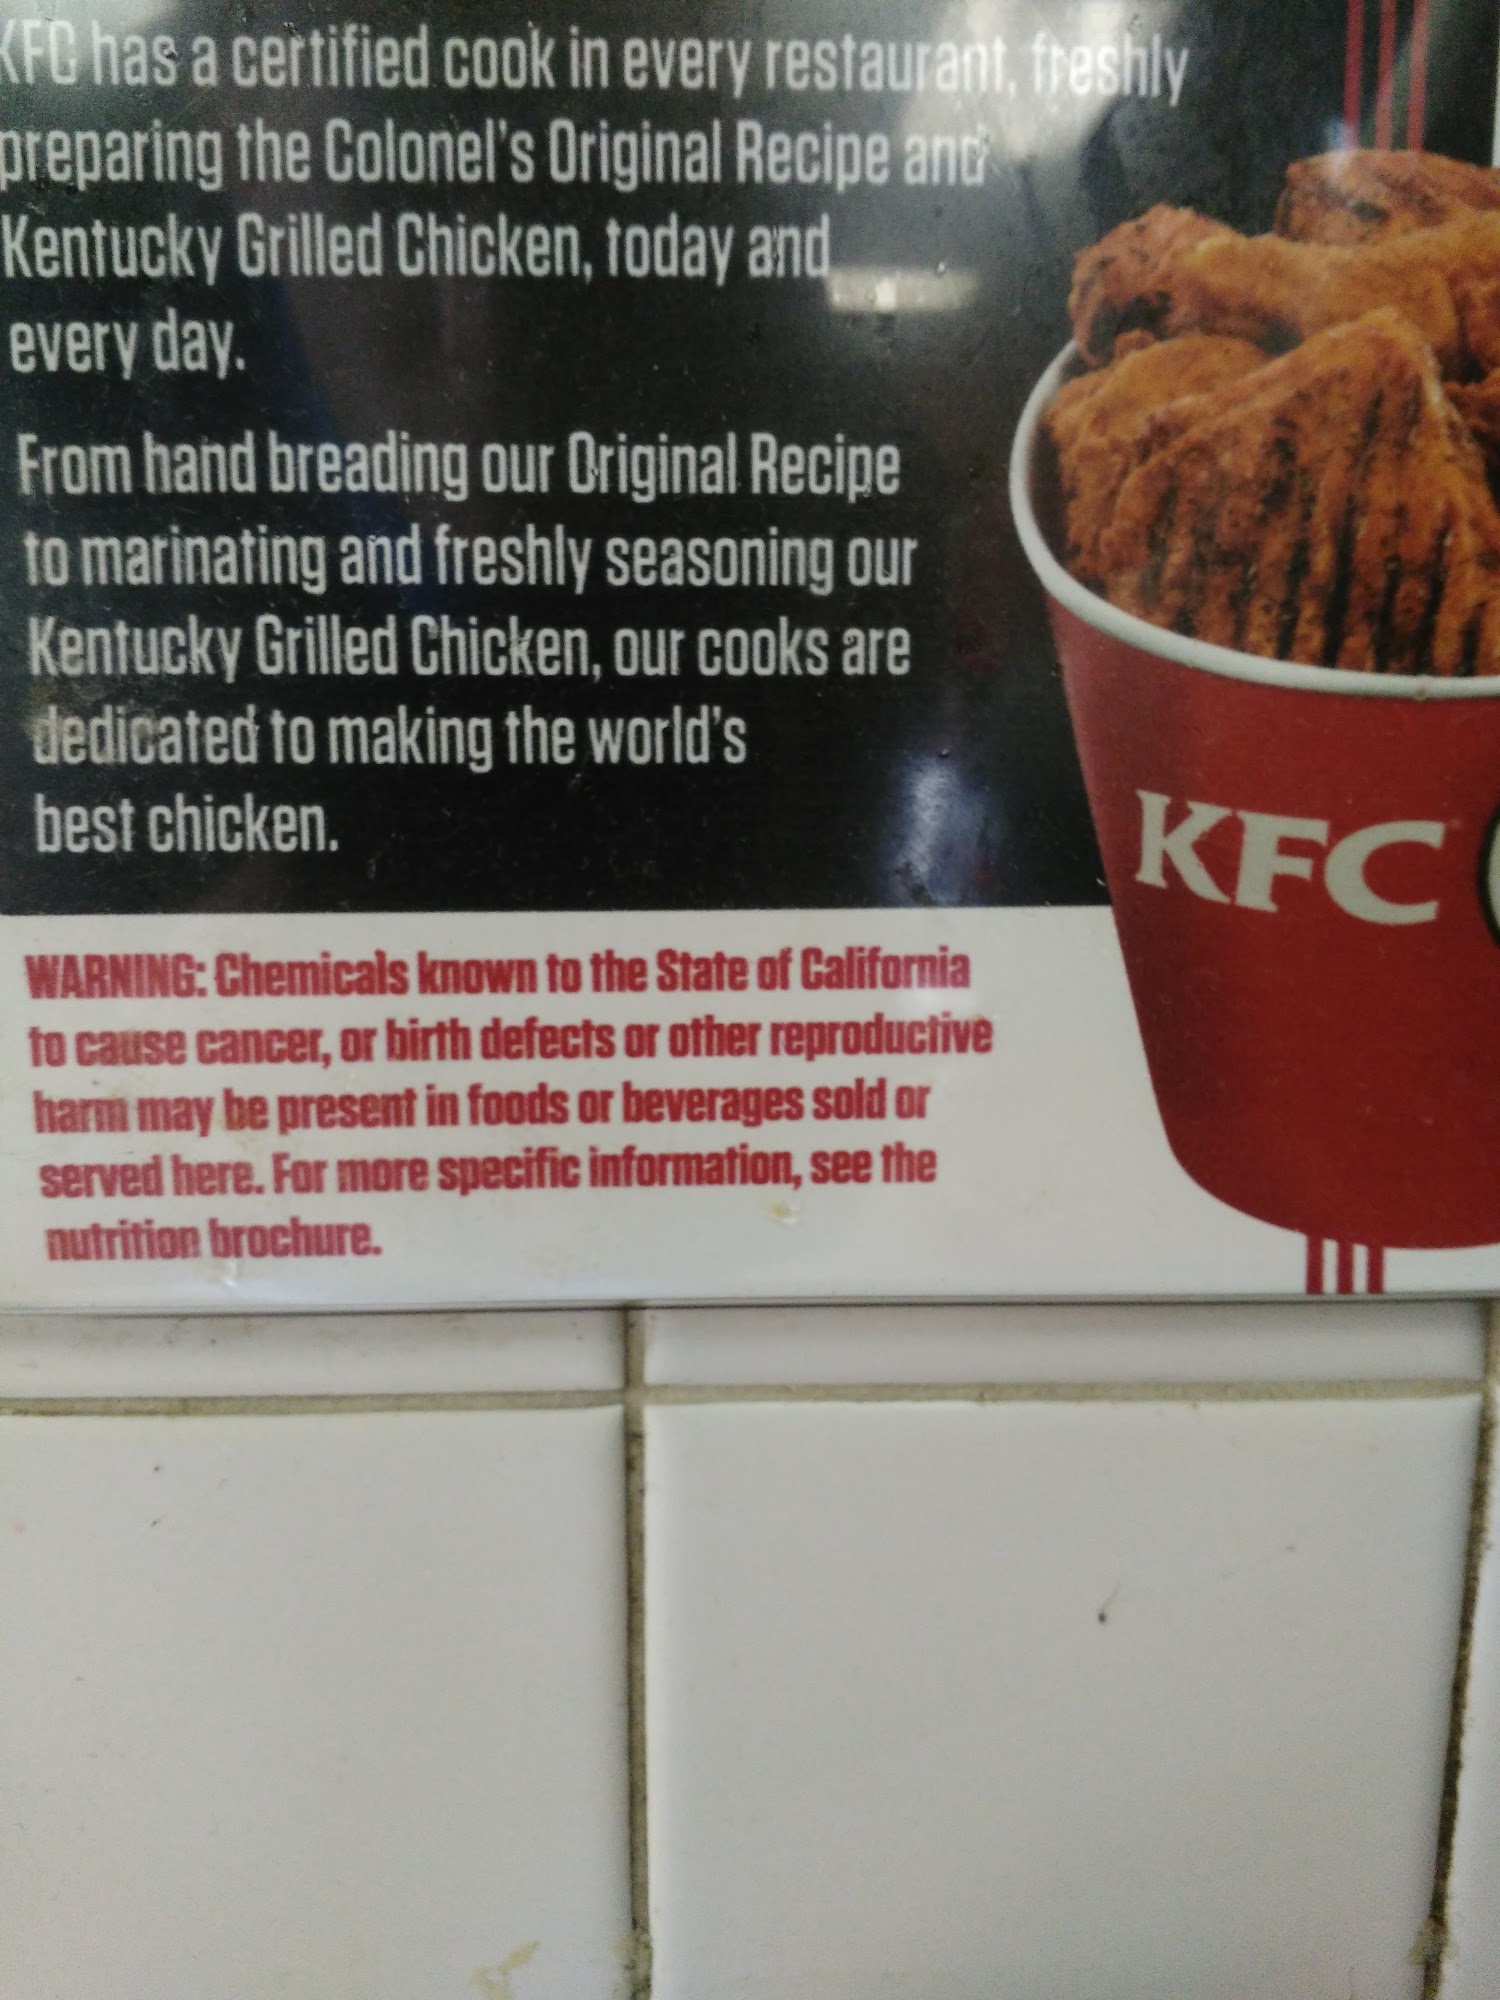 KFC has a certified cook in every restaurant, freshly
preparing the Colonel's Original Recipe and
Kentucky Grilled Chicken, today and
every day.
From hand breading our Original Recipe
to marinating and freshly seasoning our
Kentucky Grilled Chicken, our cooks are
dedicated to making the world's
best chicken.
KFC
WARNING: Chemicals known to the State of California
to cause cancer, or birth defects or other reproductive
harm may be present in foods or beverages sold or
served here. For more specific information, see the
nutrition brochure.